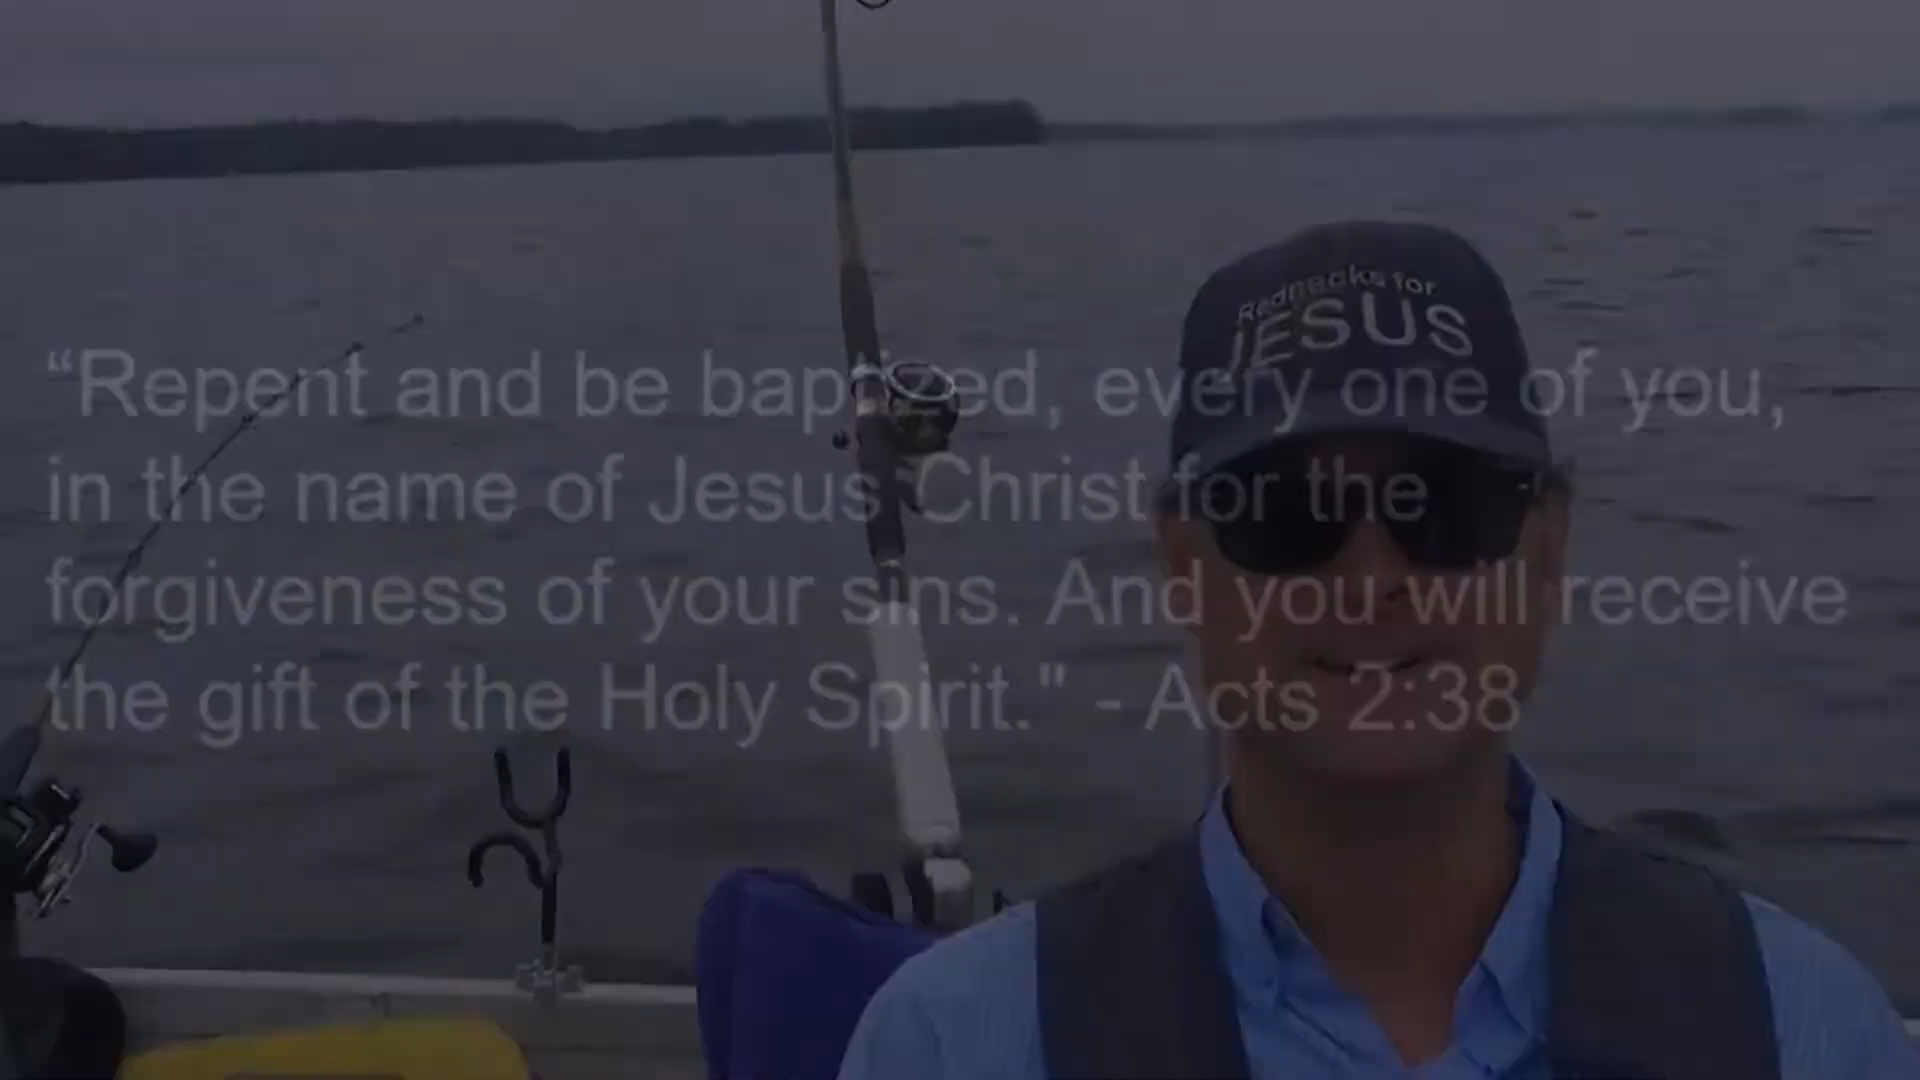 Rednecks for
JESUS
“Repent and be baptized, every one of you,
in the name of Jesus Christ for the
forgiveness of your sins. And you will receive
the gift of the Holy Spirit." - Acts 2:38